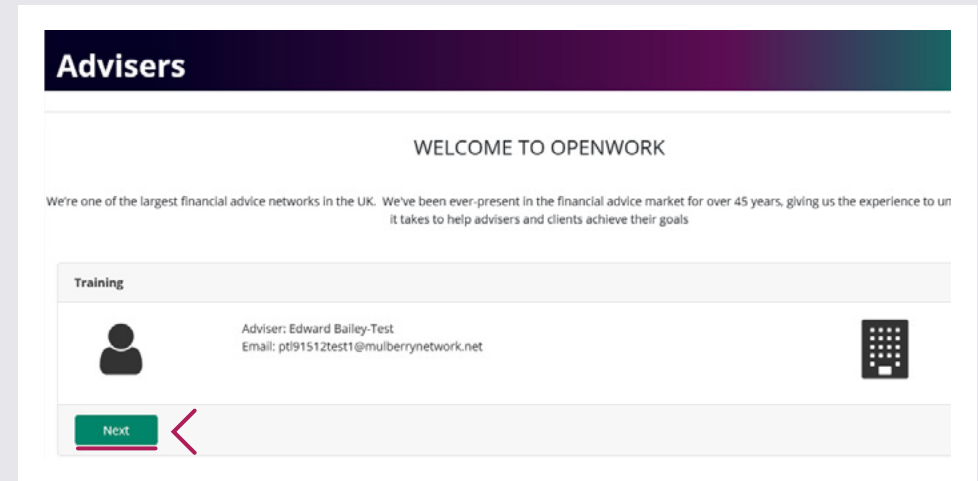 Advisers
WELCOME TO OPENWORK
We're one of the largest financial advice networks in the UK. We've been ever-present in the financial advice market for over 45 years, giving us the experience to un
it takes to help advisers and clients achieve their goals
Training
Adviser: Edward Bailey-Test
Email: ptl91512test1@mulberrynetwork.net
Next